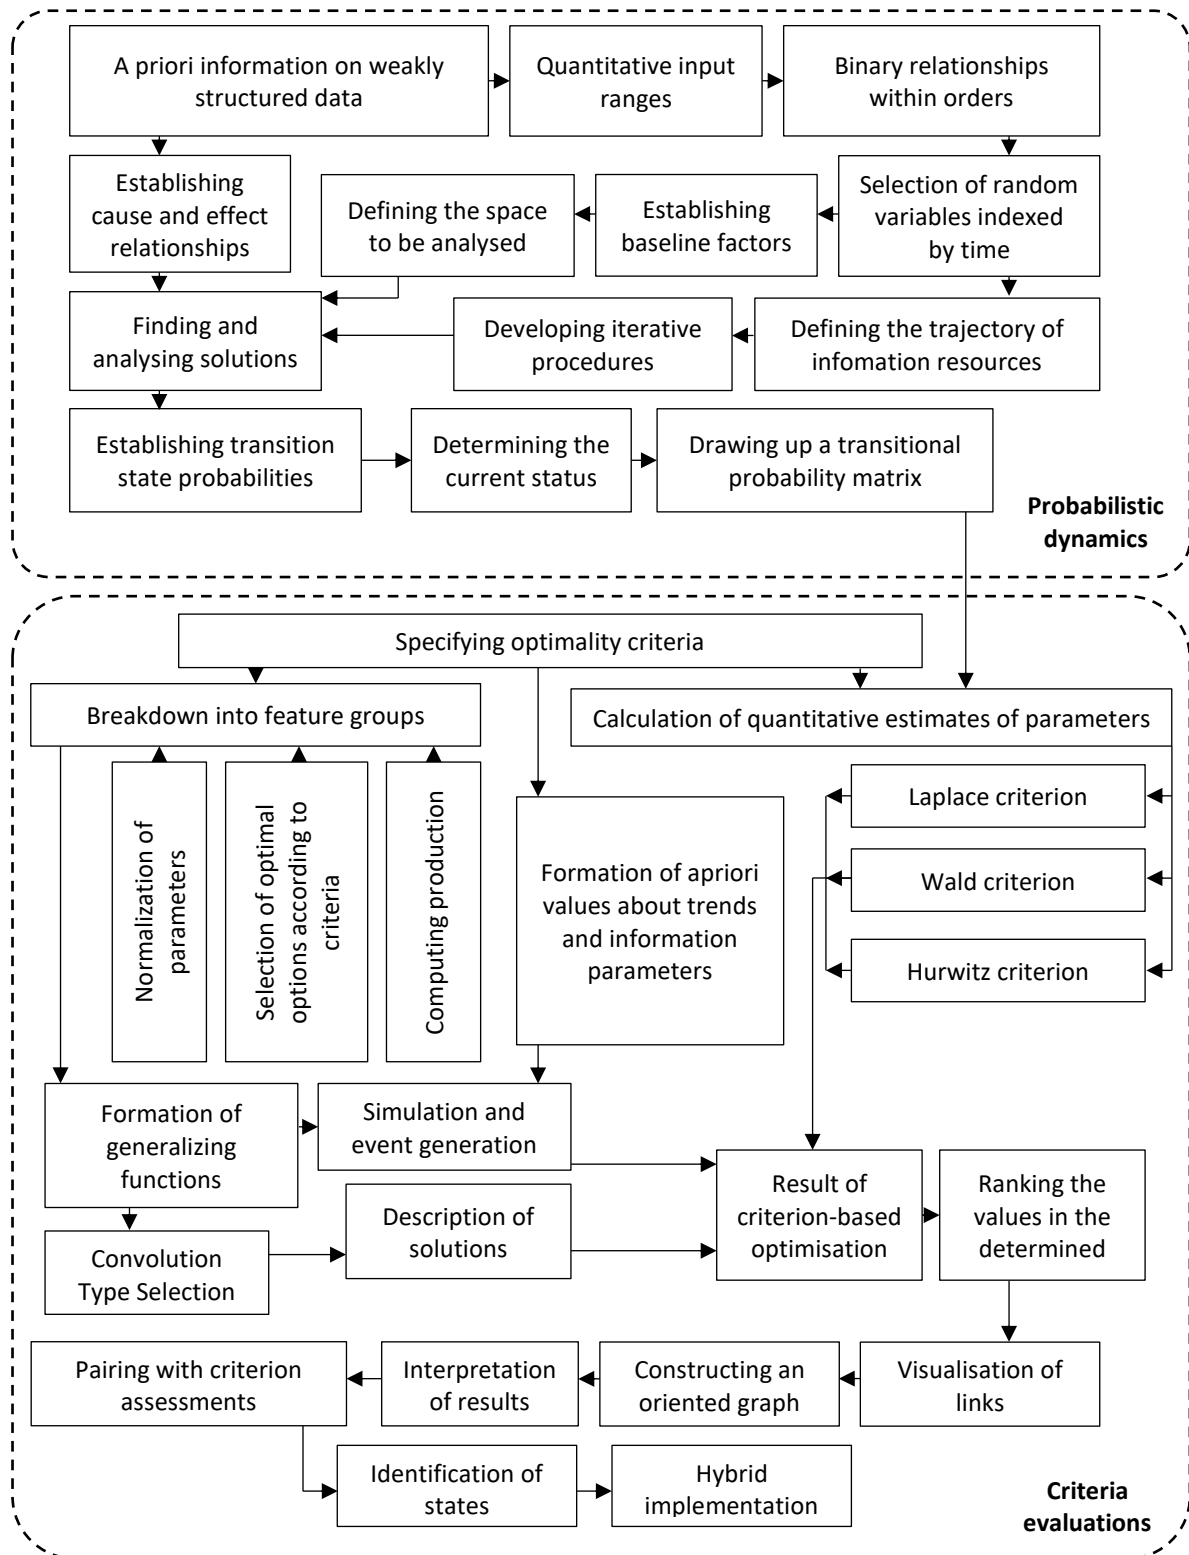 A priori information on weakly
structured data
Quantitative input
ranges
Binary relationships
within orders
Establishing
cause and effect
relationships
Defining the space
to be analysed
Establishing
baseline factors
Selection of random
variables indexed
by time
Finding and
analysing solutions
Developing iterative
procedures
Defining the trajectory of
infomation resources
Establishing transition
state probabilities
Determining the
current status
Drawing up a transitional
probability matrix
Probabilistic
dynamics
Specifying optimality criteria
Breakdown into feature groups
Calculation of quantitative estimates of parameters
Normalization of
parameters
Selection of optimal
options according to
criteria
Computing production
Formation of apriori
values about trends
and information
parameters
Laplace criterion
Wald criterion
Hurwitz criterion
Formation of
generalizing
functions
Simulation and
event generation
Convolution
Type Selection
Description of
solutions
Result of
criterion-based
optimisation
Ranking the
values in the
determined
Pairing with criterion
assessments
Interpretation
of results
Constructing an
oriented graph
Visualisation of
links
Identification of
states
Hybrid
implementation
Criteria
evaluations